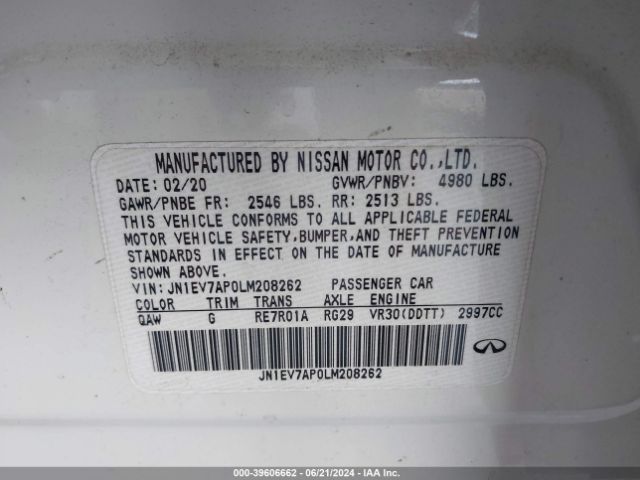 MANUFACTURED BY NISSAN MOTOR CO.,LTD.
DATE: 02/20 GVWR/PNBV: 4980 LBS.
GAWR/PNBE FR: 2546 LBS. RR: 2513 LBS.
THIS VEHICLE CONFORMS TO ALL APPLICABLE FEDERAL
MOTOR VEHICLE SAFETY,BUMPER,AND THEFT PREVENTION
STANDARDS IN EFFECT ON THE DATE OF MANUFACTURE
SHOWN ABOVE.
VIN: JN1EV7AP0LM208262 PASSENGER CAR
COLOR TRIM TRANS AXLE ENGINE
QAW G RE7R01A RG29 VR30(DDTT) 2997CC
JN1EV7AP0LM208262
000-39606662 - 06/21/2024 - IAA Inc.